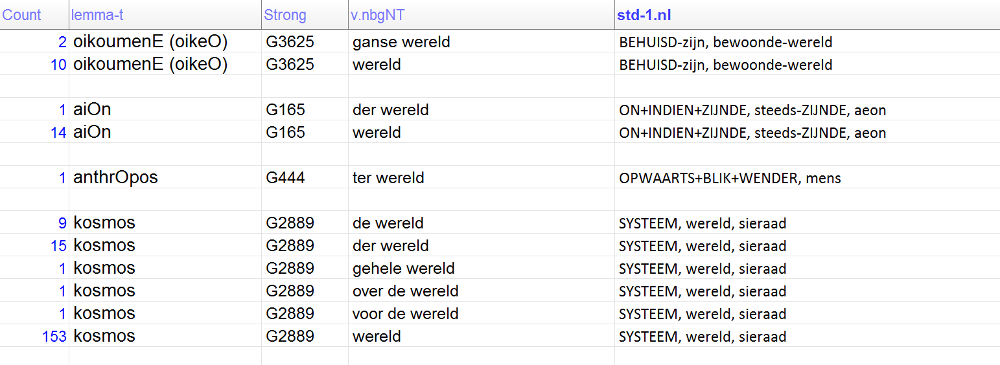 Count lemma-t Strong v.nbgNT std-1.nl
2 oikoumenE (oikeO) G3625 ganse wereld BEHUISD-zijn, bewoonde-wereld
10 oikoumenE (oikeO) G3625 wereld BEHUISD-zijn, bewoonde-wereld
1 aiOn G165 der wereld ON+INDIEN+ZIJNDE, steeds-ZIJNDE, aeon
14 aiOn G165 wereld ON+INDIEN+ZIJNDE, steeds-ZIJNDE, aeon
1 anthrOpos G444 ter wereld OPWAARTS+BLIK+WENDER, mens
9 kosmos G2889 de wereld SYSTEEM, wereld, sieraad
15 kosmos G2889 der wereld SYSTEEM, wereld, sieraad
1 kosmos G2889 gehele wereld SYSTEEM, wereld, sieraad
1 kosmos G2889 over de wereld SYSTEEM, wereld, sieraad
1 kosmos G2889 voor de wereld SYSTEEM, wereld, sieraad
153 kosmos G2889 wereld SYSTEEM, wereld, sieraad